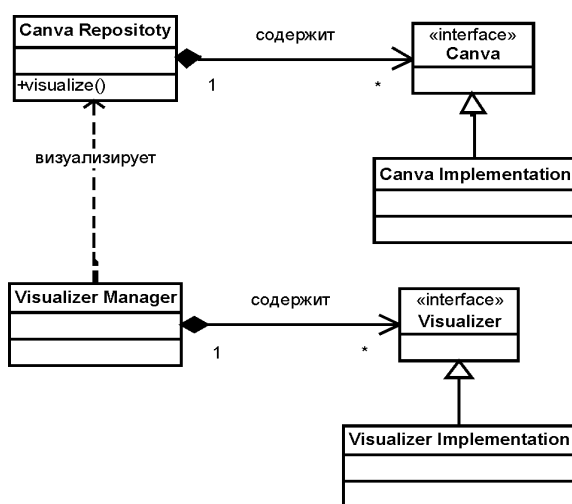 Canva Repositoty
+visualize()
содержит
1
*
«interface»
Canva
Canva Implementation
визуализирует
Visualizer Manager
содержит
1
*
«interface»
Visualizer
Visualizer Implementation